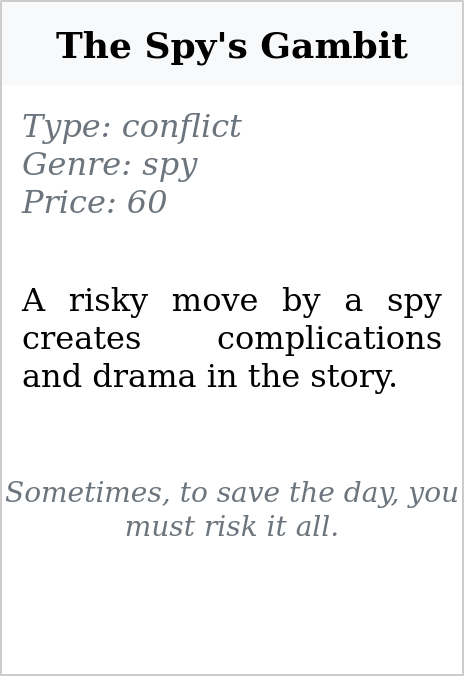 The Spy's Gambit
Type: conflict
Genre: spy
Price: 60
A risky move by a spy
creates complications
and drama in the story.
Sometimes, to save the day, you
must risk it all.